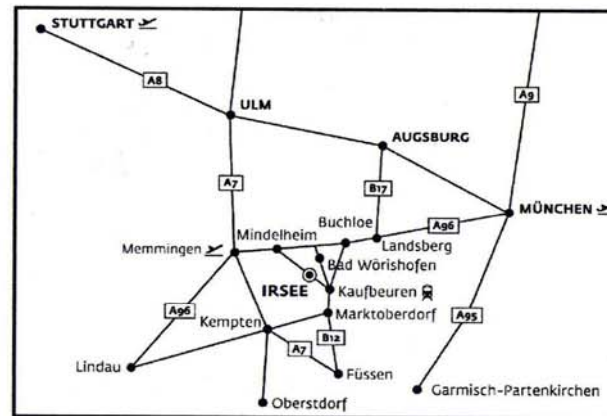 STUTTGART
A8
A9
ULM
AUGSBURG
A7
B17
MÜNCHEN
Buchloe
A96
Mindelheim
Landsberg
Memmingen
Bad Wörishofen
IRSEE
Kaufbeuren
A96
Marktoberdorf
A95
Kempten
B12
A7
Lindau
Füssen
Garmisch-Partenkirchen
Oberstdorf